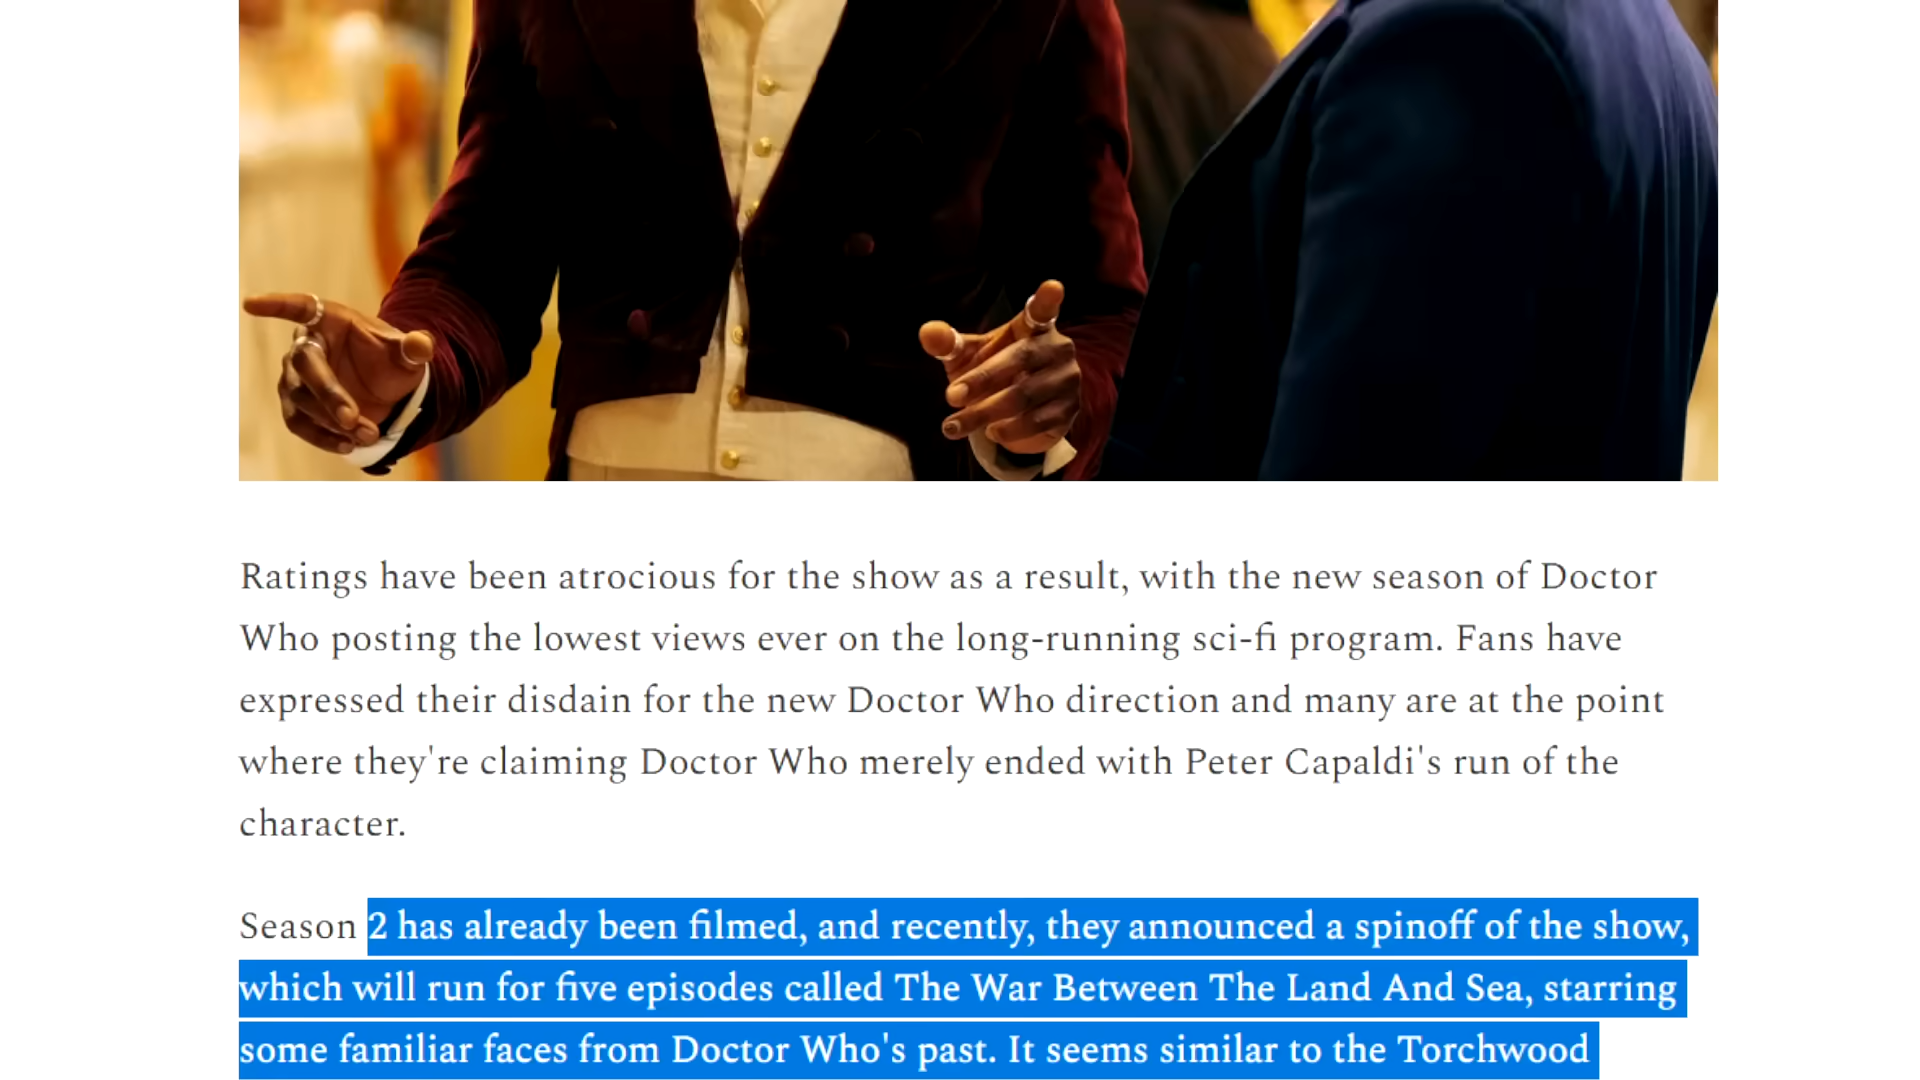 Ratings have been atrocious for the show as a result, with the new season of Doctor
Who posting the lowest views ever on the long-running sci-fi program. Fans have
expressed their disdain for the new Doctor Who direction and many are at the point
where they're claiming Doctor Who merely ended with Peter Capaldi's run of the
character.
Season 2 has already been filmed, and recently, they announced a spinoff of the show,
which will run for five episodes called The War Between The Land And Sea, starring
some familiar faces from Doctor Who's past. It seems similar to the Torchwood